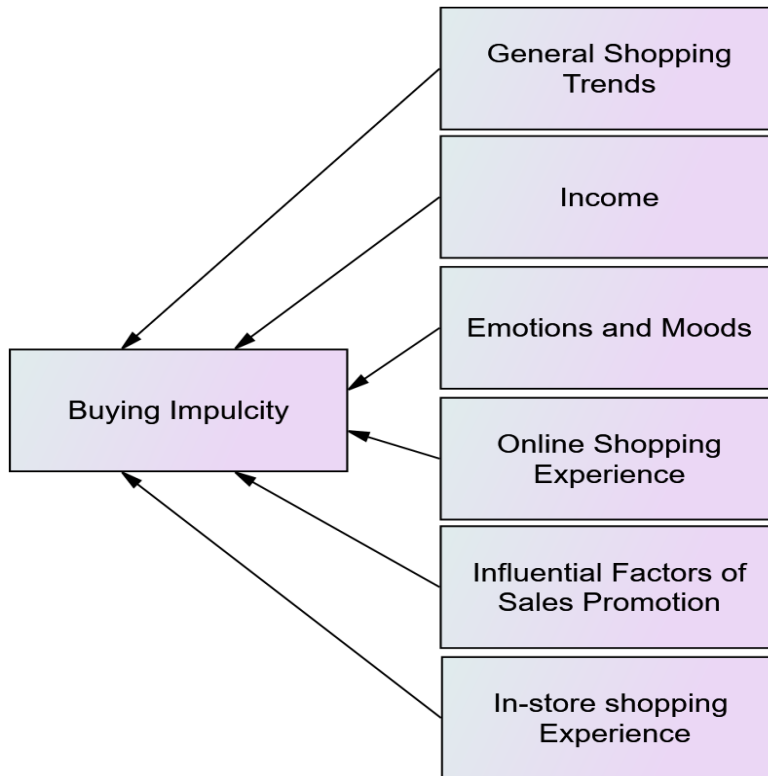 General Shopping
Trends
Income
Emotions and Moods
Buying Impulcity
Online Shopping
Experience
Influential Factors of
Sales Promotion
In-store shopping
Experience